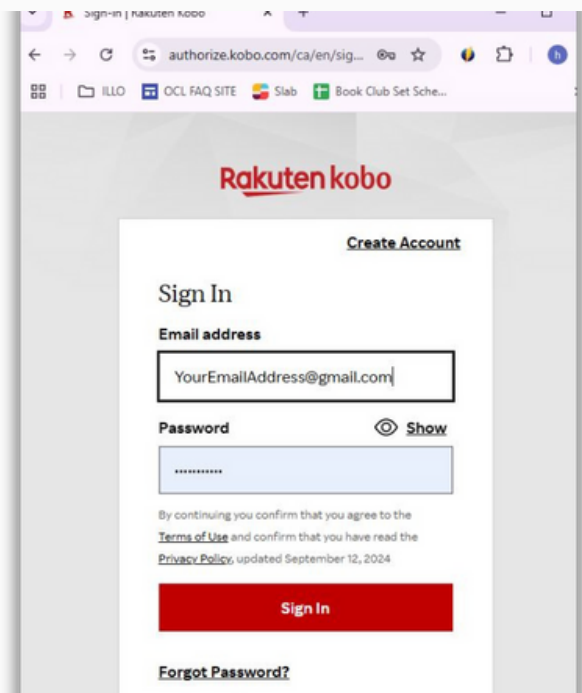 Sign-in | Rakuten Kobo
authorize.kobo.com/ca/en/sig...
h
ILLO
OCL FAQ SITE
Slab
Book Club Set Sche...
Rakuten kobo
Create Account
Sign In
Email address
YourEmailAddress@gmail.com
Password
Show
By continuing you confirm that you agree to the
Terms of Use and confirm that you have read the
Privacy Policy, updated September 12, 2024
Sign In
Forgot Password?